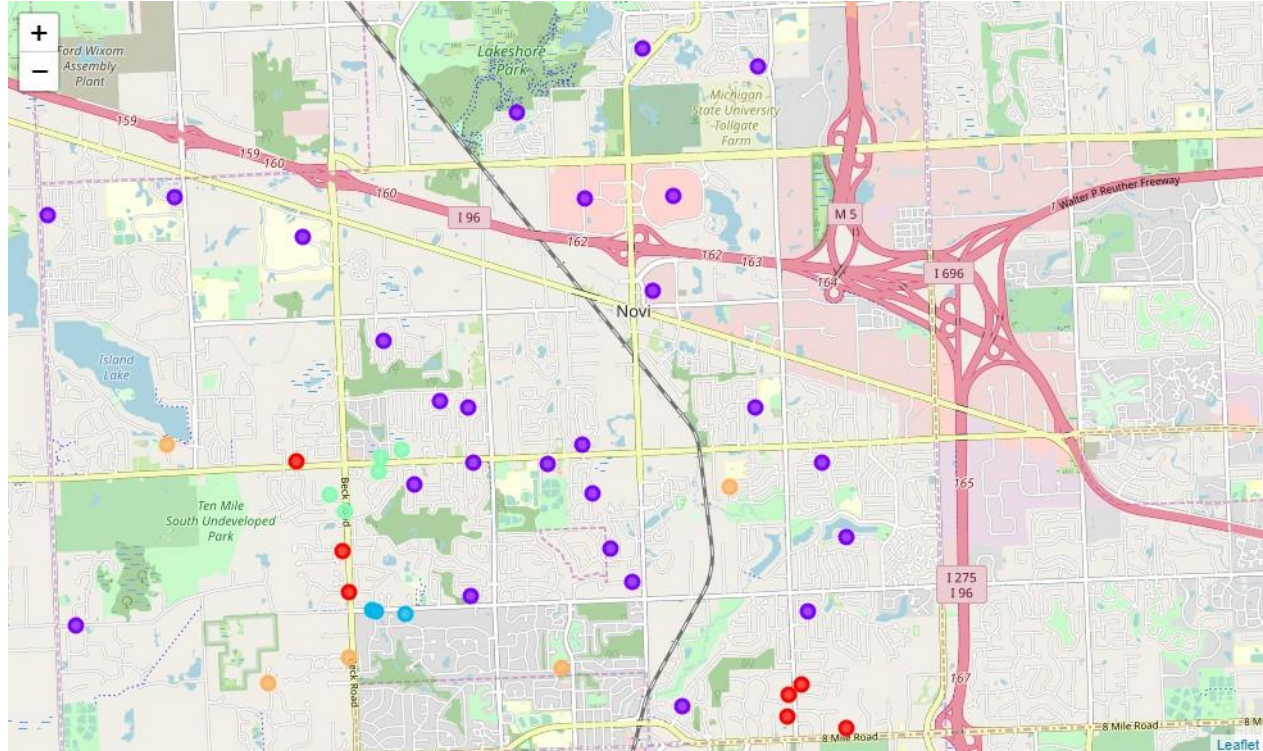 +
−
Ford Wixom
Assembly
Plant
Lakeshore
Park
Michigan
State University
-Tollgate
Farm
159
159
160
160
I 96
162
162
163
164
M 5
Walter P Reuther Freeway
I 696
Novi
Island
Lake
Ten Mile
South Undeveloped
Park
Beck Road
165
I 275
I 96
Beck Road
167
8 Mile Road
8 Mile Road
8 M
Leaflet